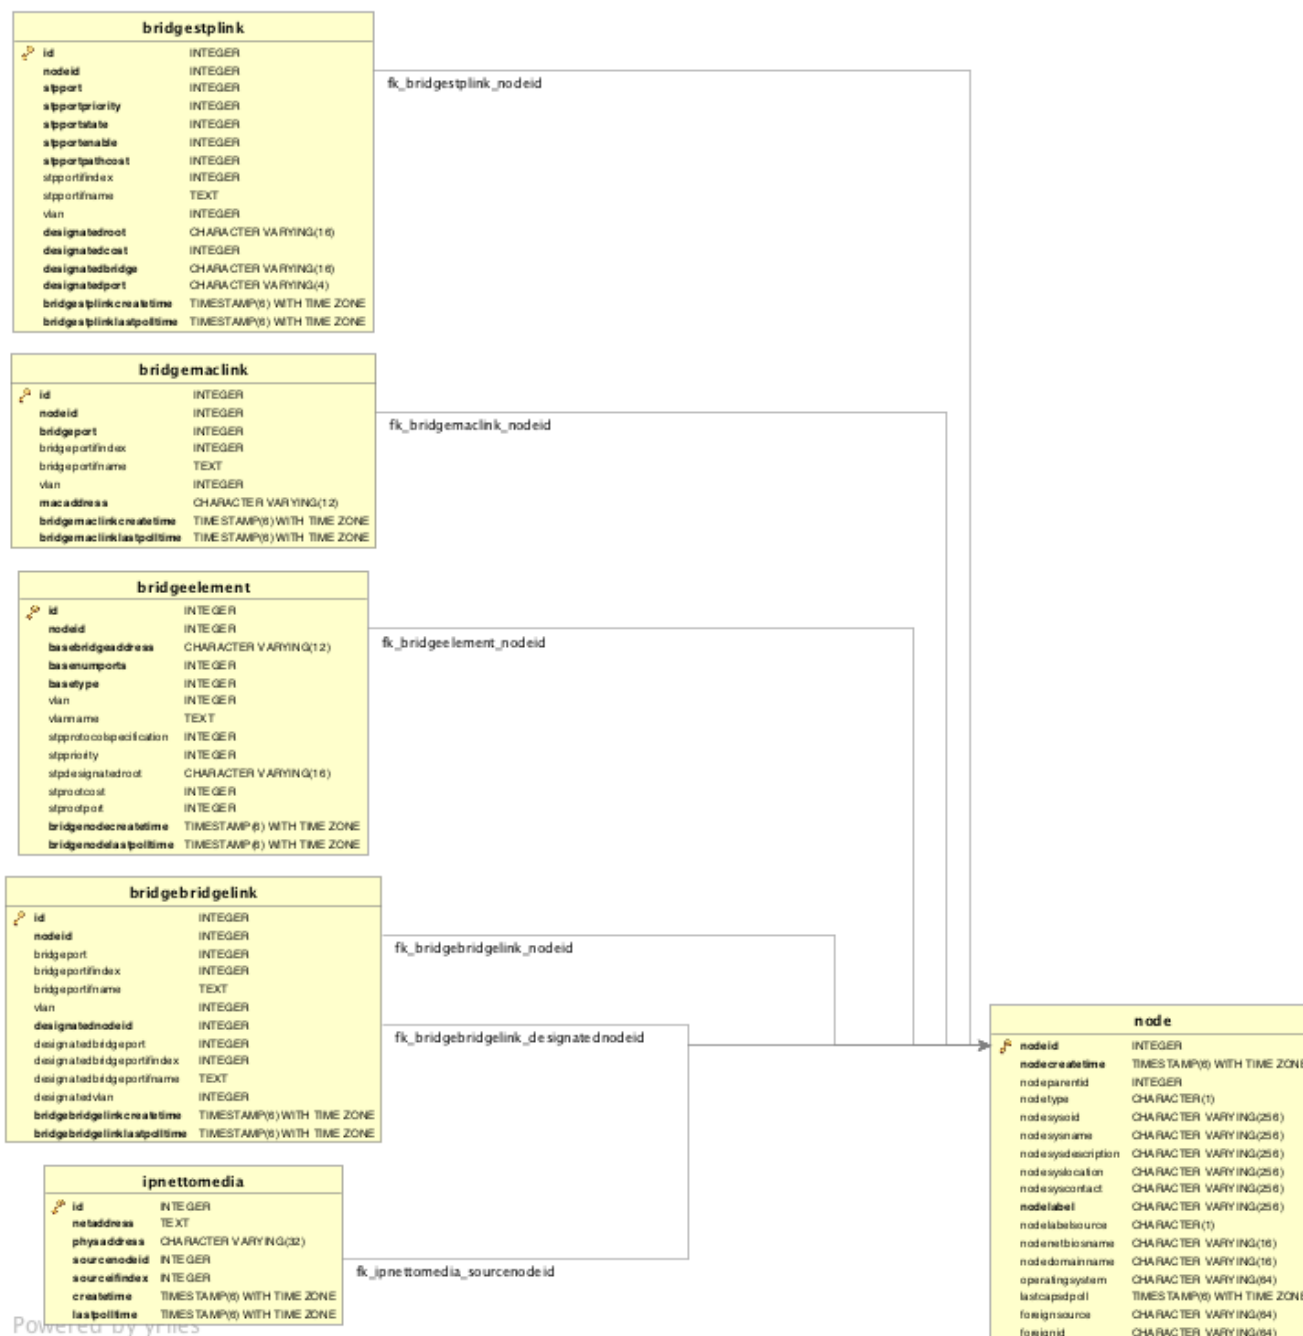 bridgestplink
id INTEGER
nodeid INTEGER
stpport INTEGER
stpportpriority INTEGER
stpportstate INTEGER
stpportenable INTEGER
stpportpathcost INTEGER
stpportifindex INTEGER
stpportifname TEXT
vlan INTEGER
designatedroot CHARACTER VARYING(16)
designatedcost INTEGER
designatedbridge CHARACTER VARYING(16)
designatedport CHARACTER VARYING(4)
bridgestplinkcreatetime TIMESTAMP(6) WITH TIME ZONE
bridgestplinklastpolltime TIMESTAMP(6) WITH TIME ZONE
fk_bridgestplink_nodeid
bridgemaclink
id INTEGER
nodeid INTEGER
bridgeport INTEGER
bridgeportifindex INTEGER
bridgeportifname TEXT
vlan INTEGER
macaddress CHARACTER VARYING(12)
bridgemaclinkcreatetime TIMESTAMP(6) WITH TIME ZONE
bridgemaclinklastpolltime TIMESTAMP(6) WITH TIME ZONE
fk_bridgemaclink_nodeid
bridgeelement
id INTEGER
nodeid INTEGER
basebridgeaddress CHARACTER VARYING(12)
basenumports INTEGER
basetype INTEGER
vlan INTEGER
vlanname TEXT
stpprotocolspecification INTEGER
stppriority INTEGER
stpdesignatedroot CHARACTER VARYING(16)
stprootcost INTEGER
stprootport INTEGER
bridgenodecreatetime TIMESTAMP(6) WITH TIME ZONE
bridgenodelastpolltime TIMESTAMP(6) WITH TIME ZONE
fk_bridgeelement_nodeid
bridgebridgelink
id INTEGER
nodeid INTEGER
bridgeport INTEGER
bridgeportifindex INTEGER
bridgeportifname TEXT
vlan INTEGER
designatednodeid INTEGER
designatedbridgeport INTEGER
designatedbridgeportifindex INTEGER
designatedbridgeportifname TEXT
designatedvlan INTEGER
bridgebridgelinkcreatetime TIMESTAMP(6) WITH TIME ZONE
bridgebridgelinklastpolltime TIMESTAMP(6) WITH TIME ZONE
fk_bridgebridgelink_nodeid
fk_bridgebridgelink_designatednodeid
ipnettomedia
id INTEGER
netaddress TEXT
physaddress CHARACTER VARYING(32)
sourcenodeid INTEGER
sourceifindex INTEGER
createtime TIMESTAMP(6) WITH TIME ZONE
lastpolltime TIMESTAMP(6) WITH TIME ZONE
fk_ipnettomedia_sourcenodeid
node
nodeid INTEGER
nodecreatetime TIMESTAMP(6) WITH TIME ZONE
nodeparentid INTEGER
nodetype CHARACTER(1)
nodesysoid CHARACTER VARYING(256)
nodesysname CHARACTER VARYING(256)
nodesysdescription CHARACTER VARYING(256)
nodesyslocation CHARACTER VARYING(256)
nodesyscontact CHARACTER VARYING(256)
nodelabel CHARACTER VARYING(256)
nodelabelsource CHARACTER(1)
nodenetbiosname CHARACTER VARYING(16)
nodedomainname CHARACTER VARYING(16)
operatingsystem CHARACTER VARYING(64)
lastcapsdpoll TIMESTAMP(6) WITH TIME ZONE
foreignsource CHARACTER VARYING(64)
foreignid CHARACTER VARYING(64)
Powered by yFiles